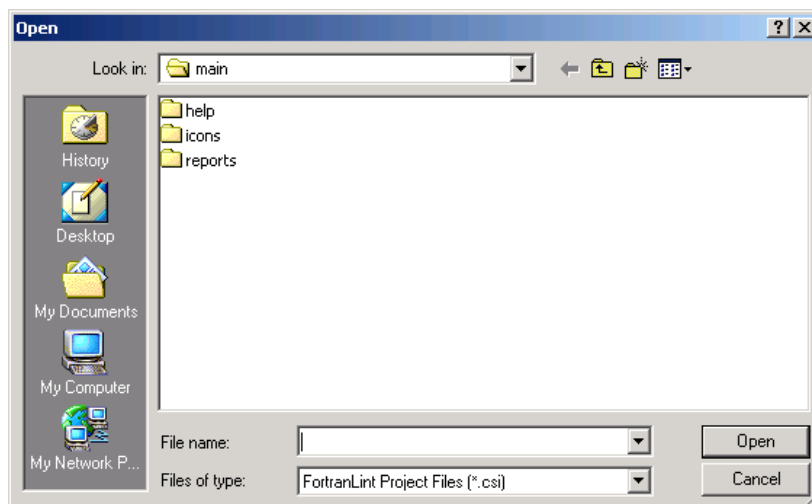 Open
Look in: main
help
icons
reports
History
Desktop
My Documents
My Computer
My Network P...
File name:
Open
Files of type: FortranLint Project Files (*.csi)
Cancel